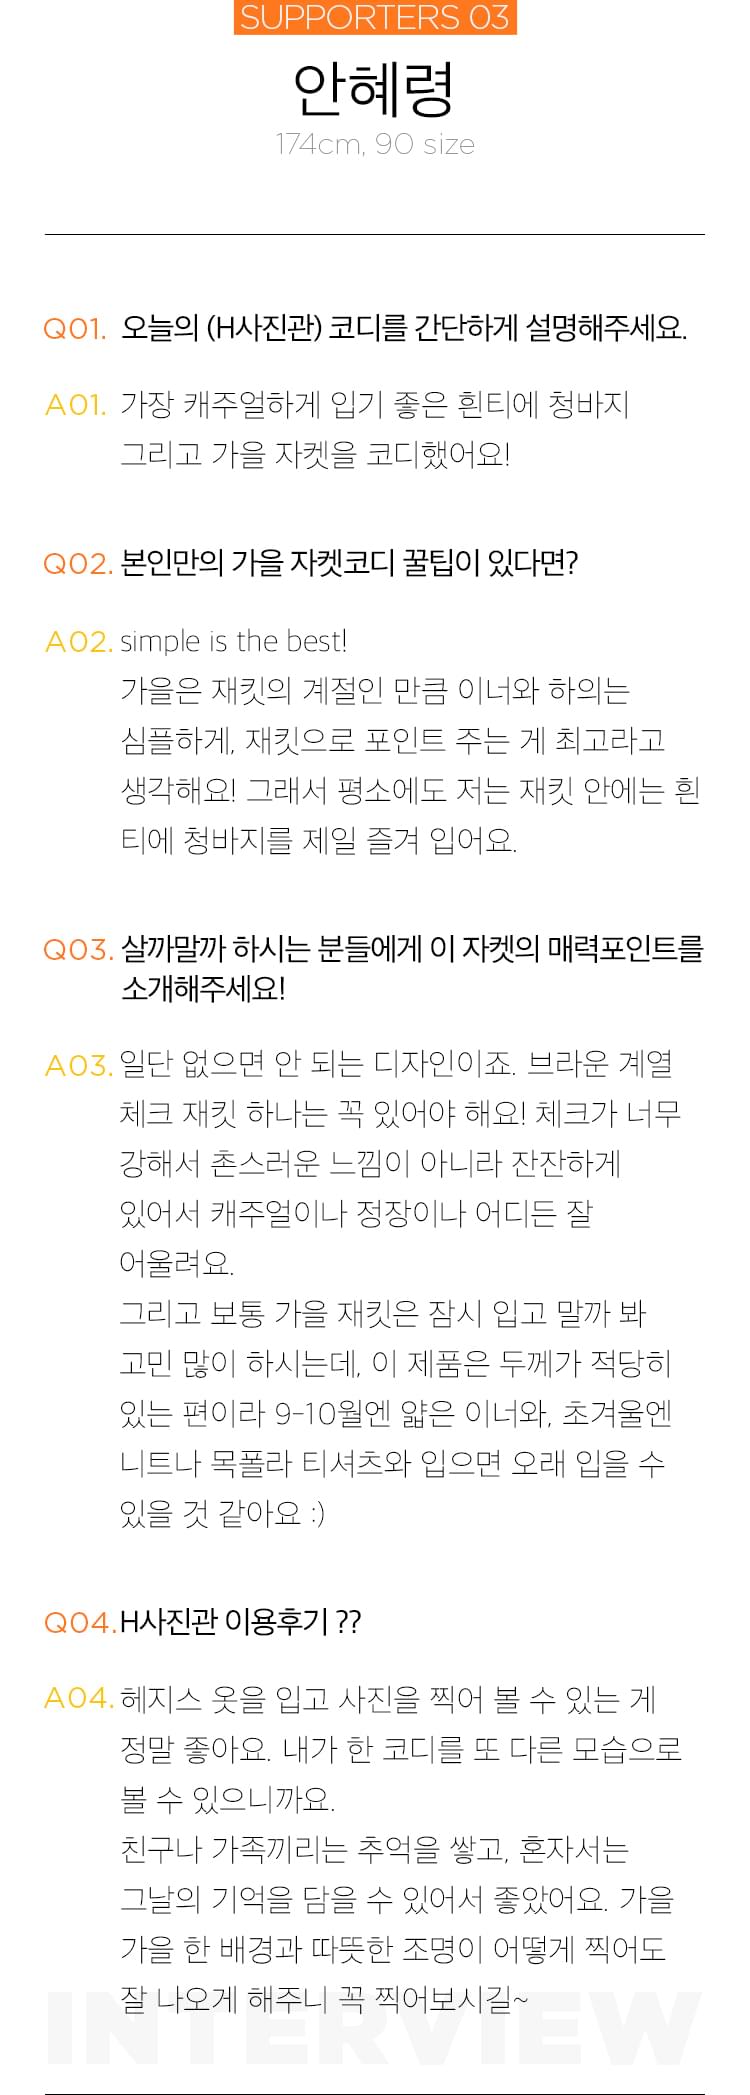 SUPPORTERS 03
안혜령
174cm, 90 size
Q01. 오늘의 (H사진관) 코디를 간단하게 설명해주세요.
A01. 가장 캐주얼하게 입기 좋은 흰티에 청바지
그리고 가을 자켓을 코디했어요!
Q02. 본인만의 가을 자켓코디 꿀팁이 있다면?
A02. simple is the best!
가을은 재킷의 계절인 만큼 이너와 하의는
심플하게, 재킷으로 포인트 주는 게 최고라고
생각해요! 그래서 평소에도 저는 재킷 안에는 흰
티에 청바지를 제일 즐겨 입어요.
Q03. 살까말까 하시는 분들에게 이 자켓의 매력포인트를
소개해주세요!
A03. 일단 없으면 안 되는 디자인이죠. 브라운 계열
체크 재킷 하나는 꼭 있어야 해요! 체크가 너무
강해서 촌스러운 느낌이 아니라 잔잔하게
있어서 캐주얼이나 정장이나 어디든 잘
어울려요.
그리고 보통 가을 재킷은 잠시 입고 말까 봐
고민 많이 하시는데, 이 제품은 두께가 적당히
있는 편이라 9-10월엔 얇은 이너와, 초겨울엔
니트나 목폴라 티셔츠와 입으면 오래 입을 수
있을 것 같아요 :)
Q04. H사진관 이용후기 ??
A04. 헤지스 옷을 입고 사진을 찍어 볼 수 있는 게
정말 좋아요. 내가 한 코디를 또 다른 모습으로
볼 수 있으니까요.
친구나 가족끼리는 추억을 쌓고, 혼자서는
그날의 기억을 담을 수 있어서 좋았어요. 가을
가을 한 배경과 따뜻한 조명이 어떻게 찍어도
잘 나오게 해주니 꼭 찍어보시길~
INTERVIEW